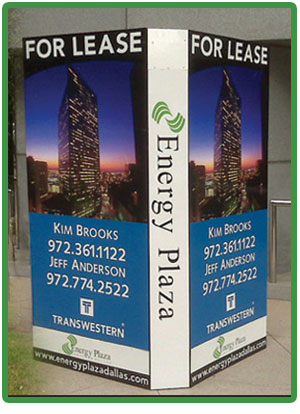 FOR LEASE
KIM BROOKS
972.361.1122
JEFF ANDERSON
972.774.2522
T
TRANSWESTERN®
Energy Plaza
www.energyplazadallas.com
Energy Plaza
FOR LEASE
KIM BROOKS
972.361.1122
JEFF ANDERSON
972.774.2522
T
TRANSWESTERN®
Energy Plaza
www.energyplazadallas.com